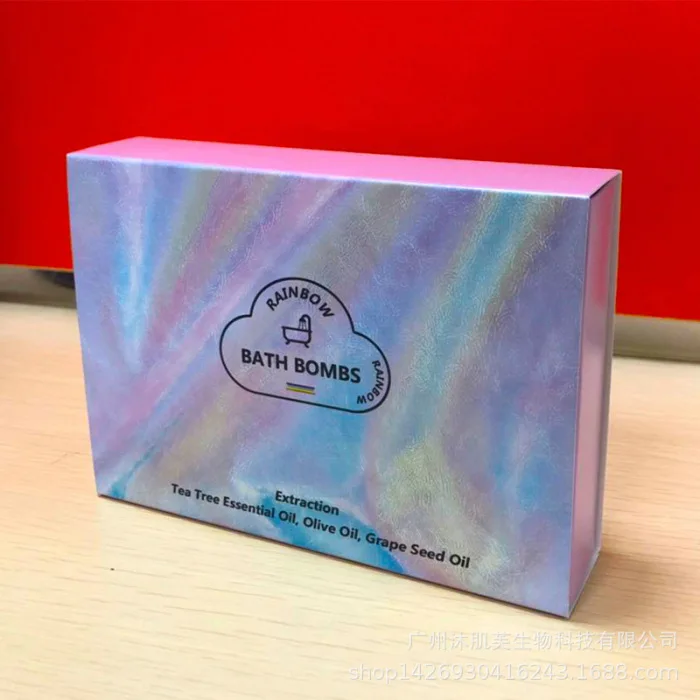 RAINBOW
BATH BOMBS
RAINBOW
Extraction
Tea Tree Essential Oil, Olive Oil, Grape Seed Oil
广州沐肌芙生物科技有限公司
shop1426930416243.1688.com